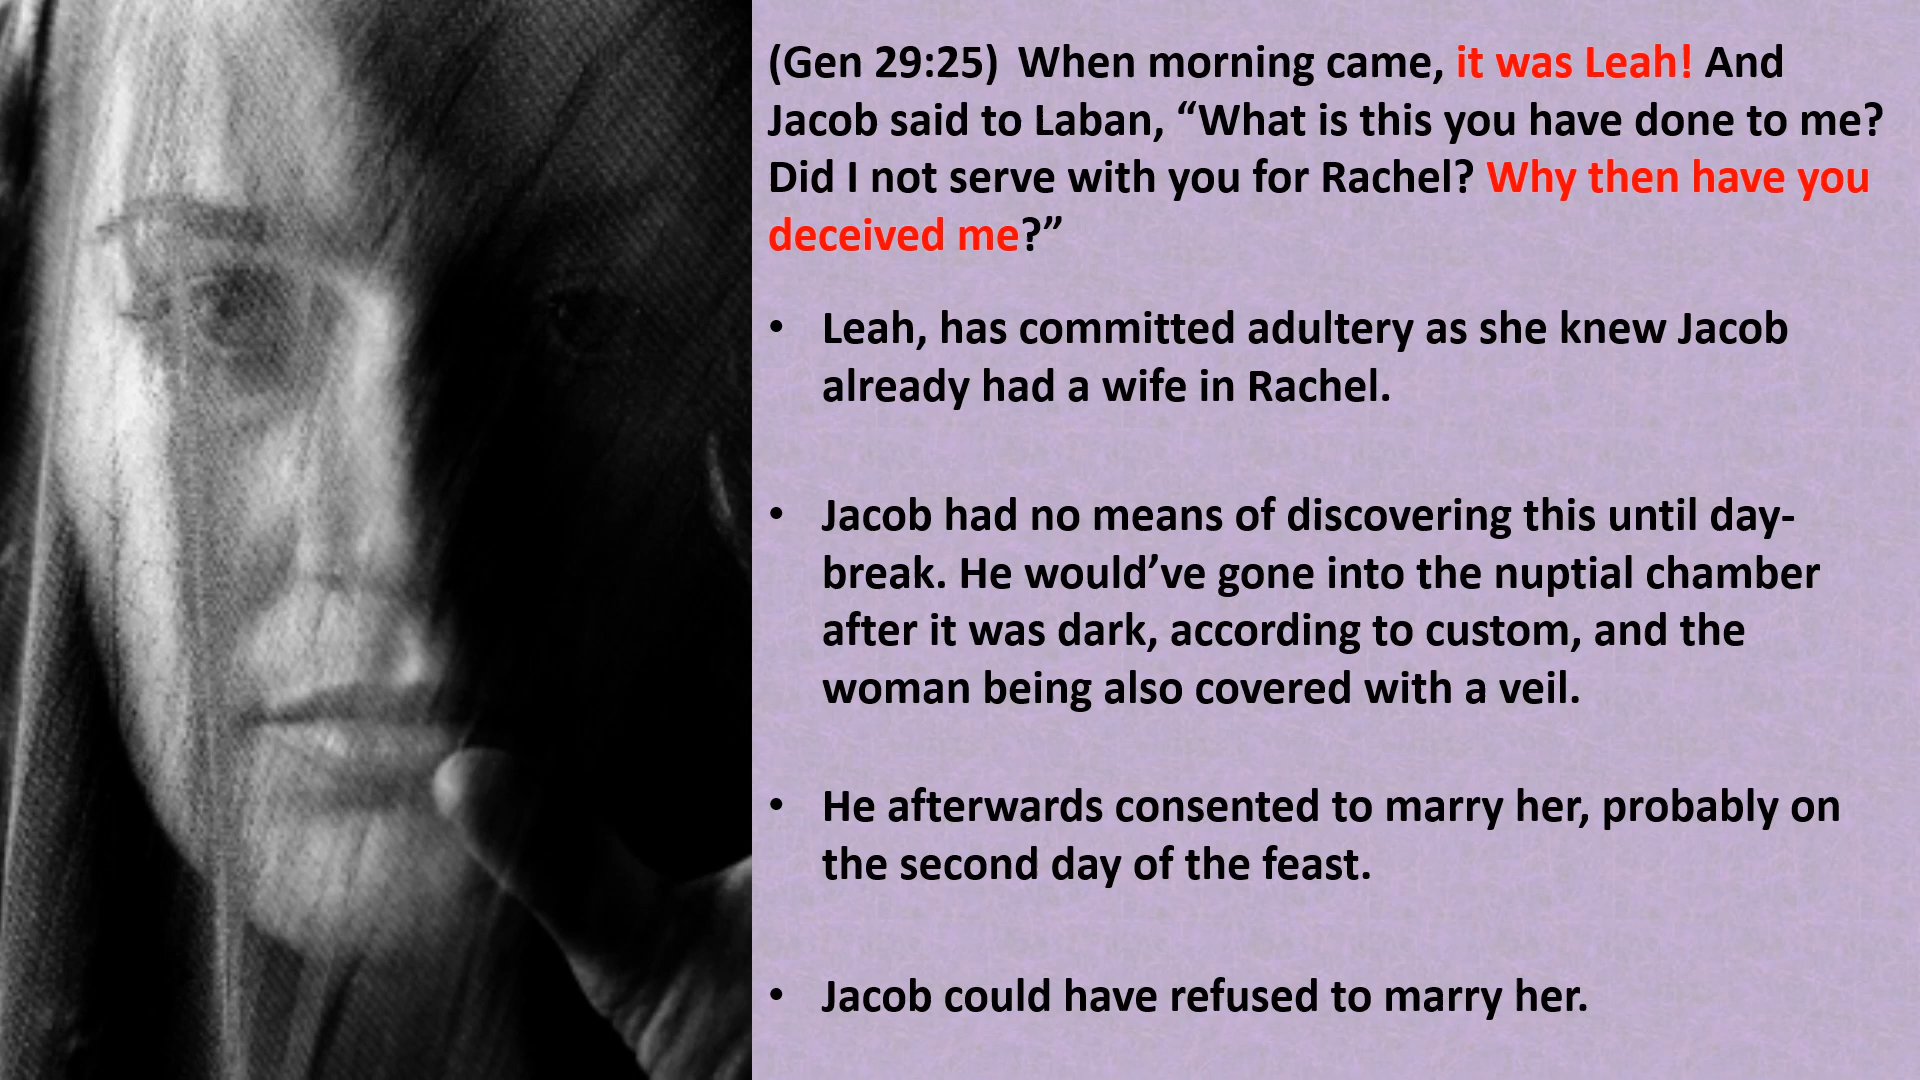 (Gen 29:25)  When morning came, it was Leah! And
Jacob said to Laban, “What is this you have done to me?
Did I not serve with you for Rachel? Why then have you
deceived me?”
• Leah, has committed adultery as she knew Jacob
already had a wife in Rachel.
• Jacob had no means of discovering this until day-
break. He would’ve gone into the nuptial chamber
after it was dark, according to custom, and the
woman being also covered with a veil.
• He afterwards consented to marry her, probably on
the second day of the feast.
• Jacob could have refused to marry her.